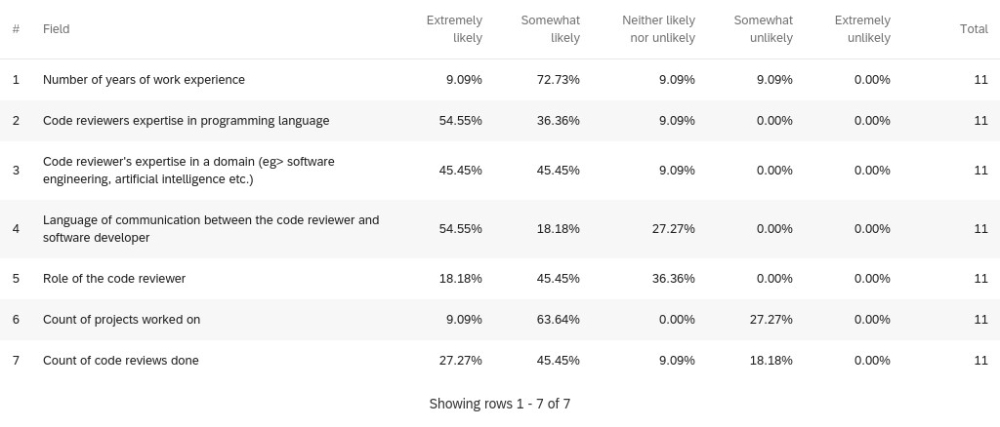 # Field Extremely likely Somewhat likely Neither likely nor unlikely Somewhat unlikely Extremely unlikely Total
1 Number of years of work experience 9.09% 72.73% 9.09% 9.09% 0.00% 11
2 Code reviewers expertise in programming language 54.55% 36.36% 9.09% 0.00% 0.00% 11
3 Code reviewer's expertise in a domain (eg> software
engineering, artificial intelligence etc.) 45.45% 45.45% 9.09% 0.00% 0.00% 11
4 Language of communication between the code reviewer and
software developer 54.55% 18.18% 27.27% 0.00% 0.00% 11
5 Role of the code reviewer 18.18% 45.45% 36.36% 0.00% 0.00% 11
6 Count of projects worked on 9.09% 63.64% 0.00% 27.27% 0.00% 11
7 Count of code reviews done 27.27% 45.45% 9.09% 18.18% 0.00% 11
Showing rows 1 - 7 of 7